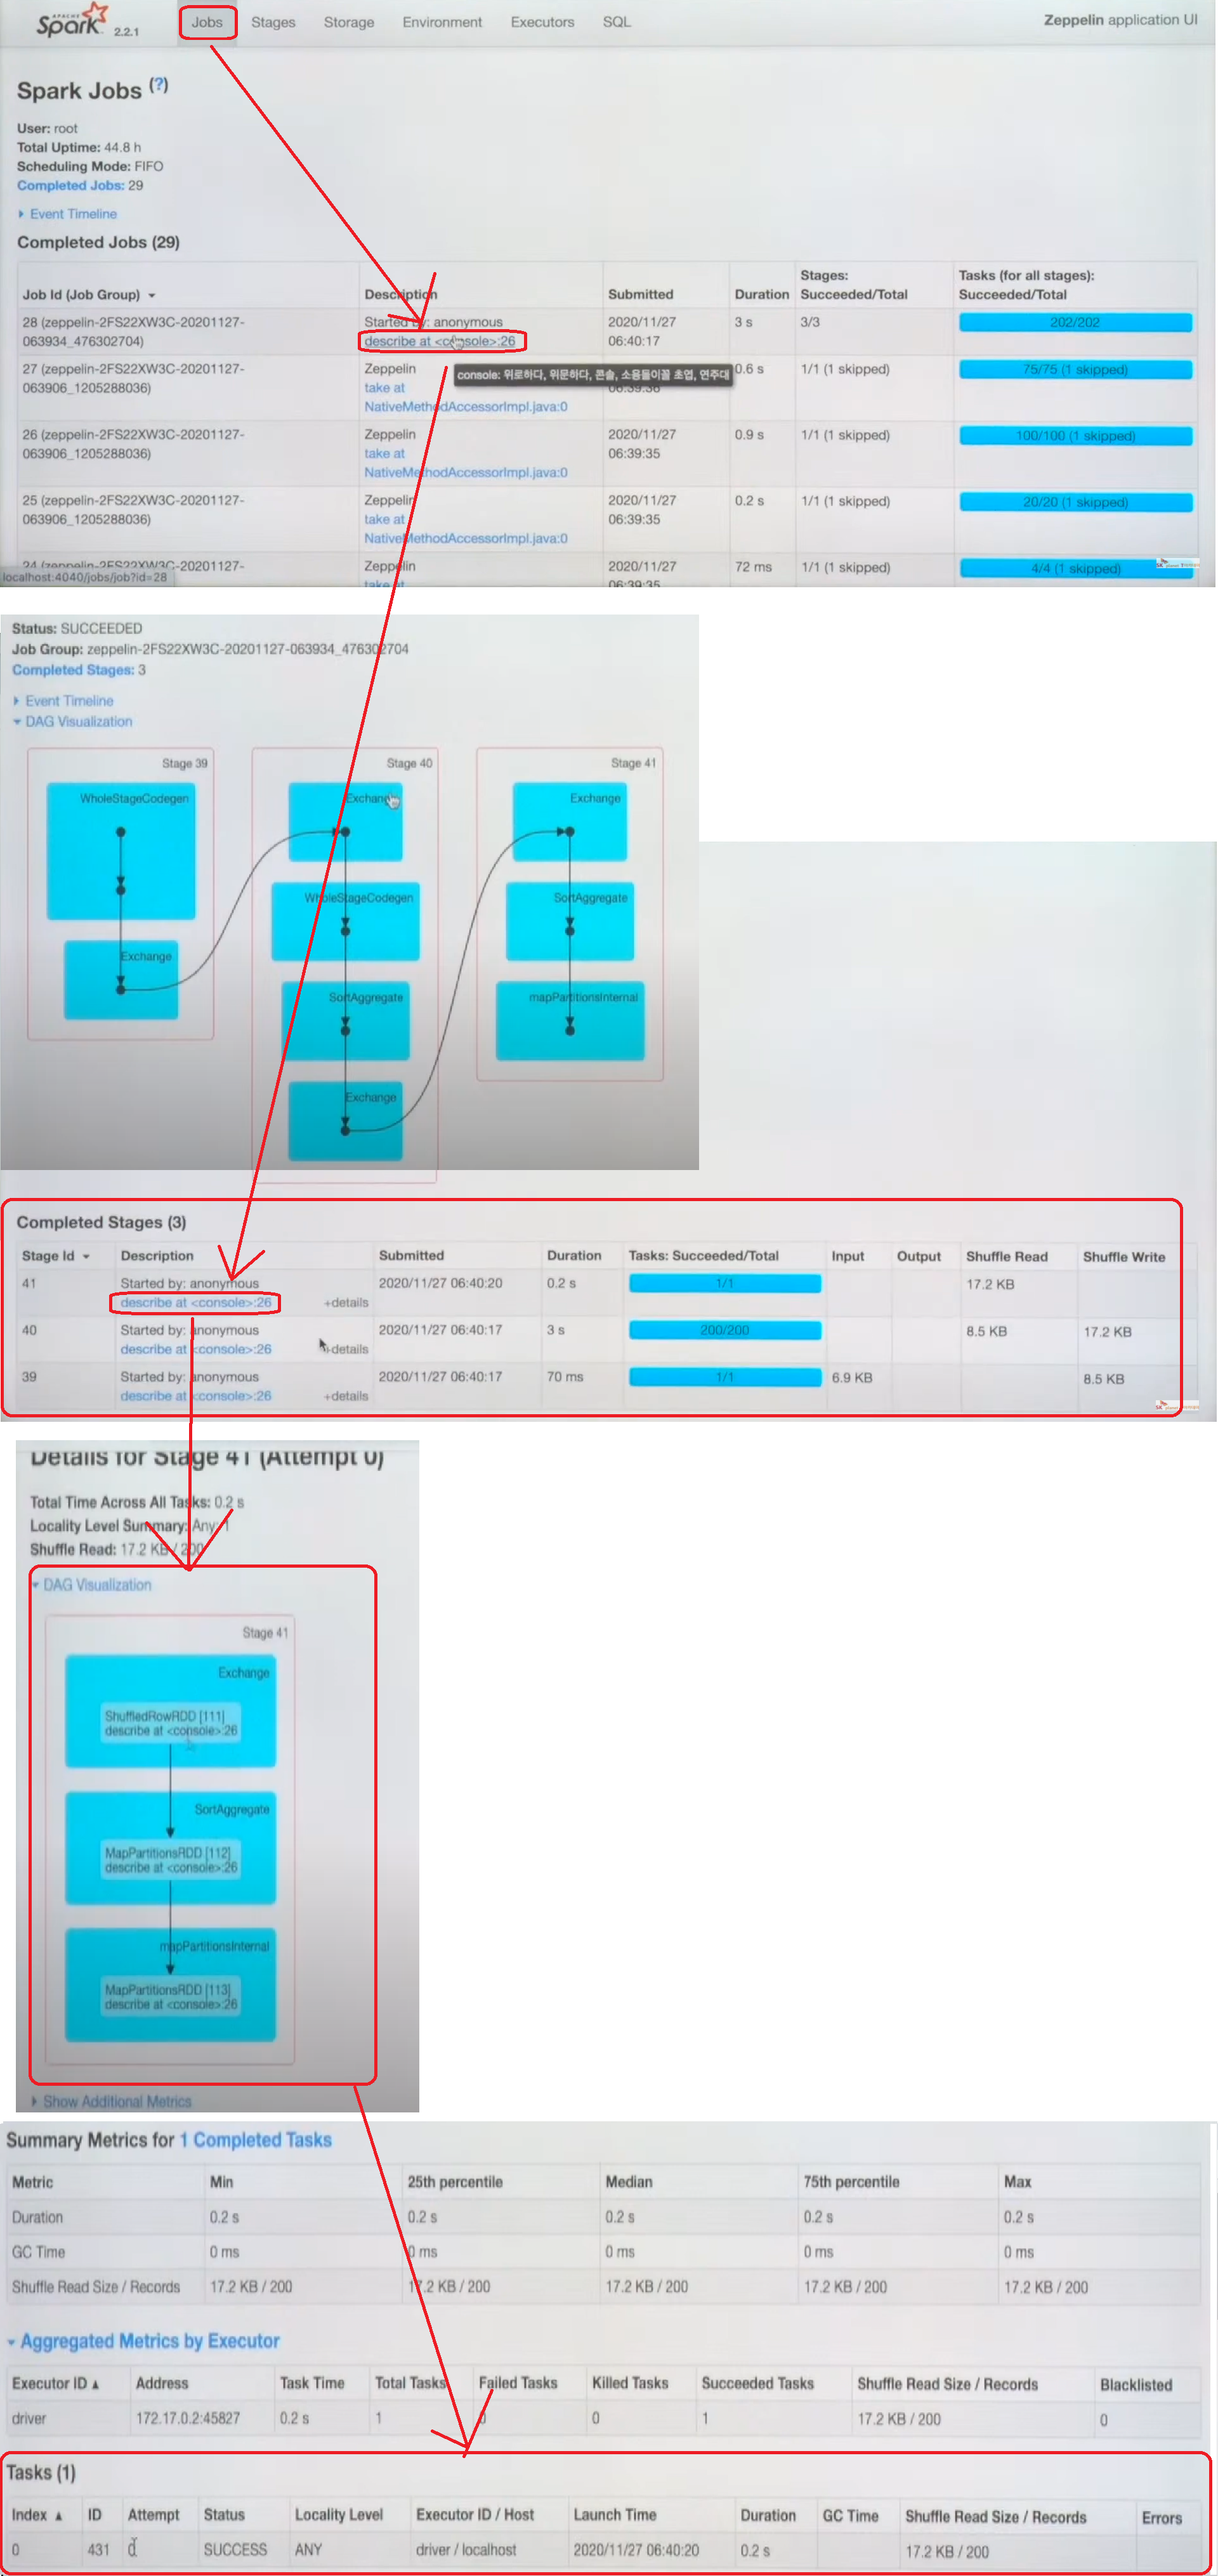 APACHE
Spark 2.2.1 Jobs Stages Storage Environment Executors SQL Zeppelin application UI
Spark Jobs (?)
User: root
Total Uptime: 44.8 h
Scheduling Mode: FIFO
Completed Jobs: 29
Event Timeline
Completed Jobs (29)
Job Id (Job Group) Description Submitted Duration Stages: Succeeded/Total Tasks (for all stages): Succeeded/Total
28 (zeppelin-2FS22XW3C-20201127- Started by: anonymous 2020/11/27 3 s 3/3 202/202
063934_476302704) describe at <console>:26 06:40:17
console: 위로하다, 위문하다, 콘솔, 소용돌이꼴 초엽, 연주대
27 (zeppelin-2FS22XW3C-20201127- Zeppelin 0.6 s 1/1 (1 skipped) 75/75 (1 skipped)
063906_1205288036) take at 06:39:36
NativeMethodAccessorImpl.java:0
26 (zeppelin-2FS22XW3C-20201127- Zeppelin 2020/11/27 0.9 s 1/1 (1 skipped) 100/100 (1 skipped)
063906_1205288036) take at 06:39:35
NativeMethodAccessorImpl.java:0
25 (zeppelin-2FS22XW3C-20201127- Zeppelin 2020/11/27 0.2 s 1/1 (1 skipped) 20/20 (1 skipped)
063906_1205288036) take at 06:39:35
NativeMethodAccessorImpl.java:0
24 (zeppelin-2FS22XW3C-20201127- Zeppelin 2020/11/27 72 ms 1/1 (1 skipped) 4/4 (1 skipped)
localhost:4040/jobs/job?id=28 take at 06:39:35
Status: SUCCEEDED
Job Group: zeppelin-2FS22XW3C-20201127-063934_476302704
Completed Stages: 3
Event Timeline
DAG Visualization
Stage 39 Stage 40 Stage 41
WholeStageCodegen Exchange Exchange
WholeStageCodegen SortAggregate
Exchange
SortAggregate mapPartitionsInternal
Exchange
Completed Stages (3)
Stage Id Description Submitted Duration Tasks: Succeeded/Total Input Output Shuffle Read Shuffle Write
41 Started by: anonymous 2020/11/27 06:40:20 0.2 s 1/1 17.2 KB
describe at <console>:26 +details
40 Started by: anonymous 2020/11/27 06:40:17 3 s 200/200 8.5 KB 17.2 KB
describe at <console>:26 +details
39 Started by: anonymous 2020/11/27 06:40:17 70 ms 1/1 6.9 KB 8.5 KB
describe at <console>:26 +details
Details for Stage 41 (Attempt 0)
Total Time Across All Tasks: 0.2 s
Locality Level Summary: Any: 1
Shuffle Read: 17.2 KB / 200
DAG Visualization
Stage 41
Exchange
ShuffledRowRDD [111]
describe at <console>:26
SortAggregate
MapPartitionsRDD [112]
describe at <console>:26
mapPartitionsInternal
MapPartitionsRDD [113]
describe at <console>:26
Show Additional Metrics
Summary Metrics for 1 Completed Tasks
Metric Min 25th percentile Median 75th percentile Max
Duration 0.2 s 0.2 s 0.2 s 0.2 s 0.2 s
GC Time 0 ms 0 ms 0 ms 0 ms 0 ms
Shuffle Read Size / Records 17.2 KB / 200 17.2 KB / 200 17.2 KB / 200 17.2 KB / 200 17.2 KB / 200
Aggregated Metrics by Executor
Executor ID Address Task Time Total Tasks Failed Tasks Killed Tasks Succeeded Tasks Shuffle Read Size / Records Blacklisted
driver 172.17.0.2:45827 0.2 s 1 0 0 1 17.2 KB / 200 0
Tasks (1)
Index ID Attempt Status Locality Level Executor ID / Host Launch Time Duration GC Time Shuffle Read Size / Records Errors
0 431 0 SUCCESS ANY driver / localhost 2020/11/27 06:40:20 0.2 s 17.2 KB / 200